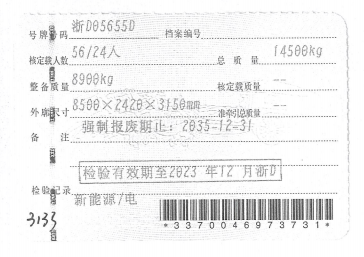 号牌号码 浙D05655D 档案编号
核定载人数 56/24人 总质量 14500kg
整备质量 8900kg 核定载质量 --
外廓尺寸 8500×2420×3150mm 准牵引总质量 --
备注 强制报废期止：2035-12-31
检验有效期至2023年12月浙D
检验记录
新能源/电
3133
*3370046973731*